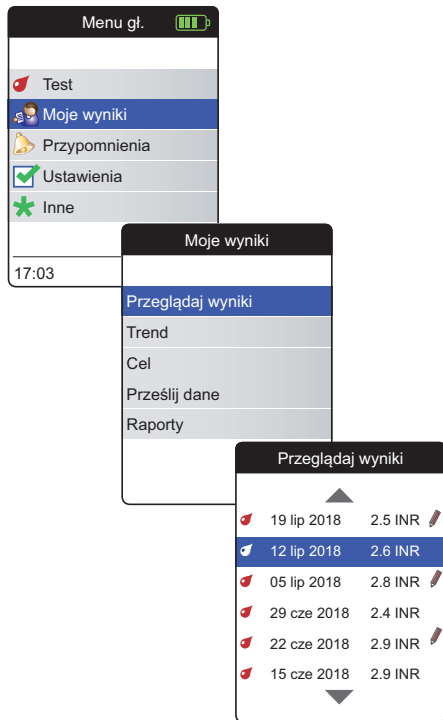 Menu gł.
Test
Moje wyniki
Przypomnienia
Ustawienia
Inne
17:03
Moje wyniki
Przeglądaj wyniki
Trend
Cel
Prześlij dane
Raporty
Przeglądaj wyniki
19 lip 2018 2.5 INR
12 lip 2018 2.6 INR
05 lip 2018 2.8 INR
29 cze 2018 2.4 INR
22 cze 2018 2.9 INR
15 cze 2018 2.9 INR